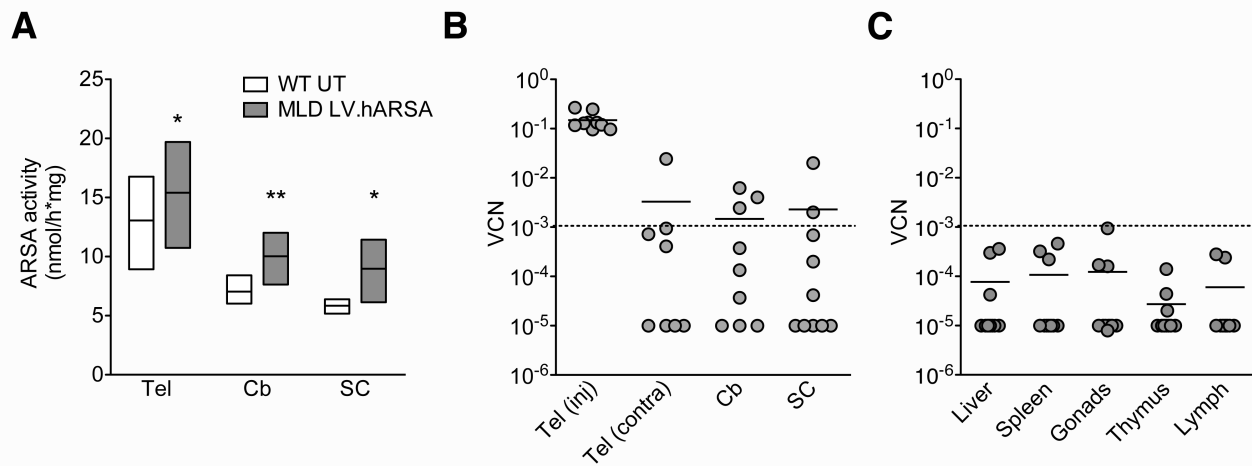 A
B
C
25
20
15
10
5
0
ARSA activity
(nmol/h*mg)
WT UT
MLD LV.hARSA
*
**
*
Tel
Cb
SC
10^0
10^-1
10^-2
10^-3
10^-4
10^-5
10^-6
VCN
Tel (inj)
Tel (contra)
Cb
SC
10^0
10^-1
10^-2
10^-3
10^-4
10^-5
10^-6
VCN
Liver
Spleen
Gonads
Thymus
Lymph